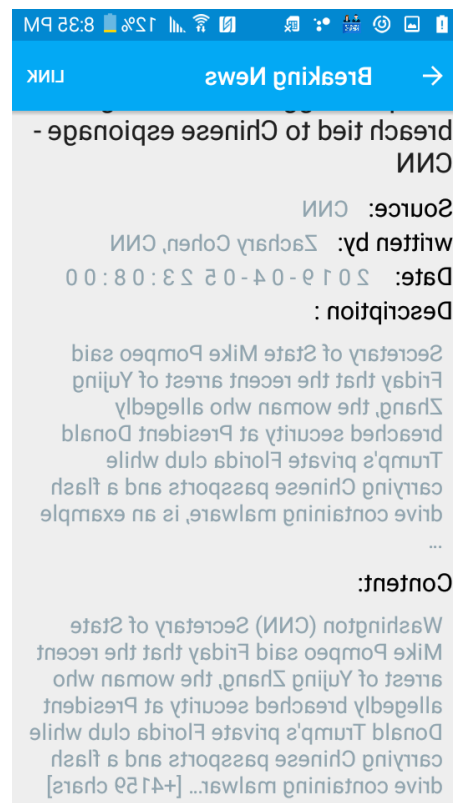 12% 8:35 PM
Breaking News
LINK
breach tied to Chinese espionage -
CNN
Source: CNN
written by: Zachary Cohen, CNN
Date: 2019-04-05 23:08:00
Description :
Secretary of State Mike Pompeo said
Friday that the recent arrest of Yujing
Zhang, the woman who allegedly
breached security at President Donald
Trump's private Florida club while
carrying Chinese passports and a flash
drive containing malware, is an example
...
Content:
Washington (CNN) Secretary of State
Mike Pompeo said Friday that the recent
arrest of Yujing Zhang, the woman who
allegedly breached security at President
Donald Trump's private Florida club while
carrying Chinese passports and a flash
drive containing malwar... [+4159 chars]